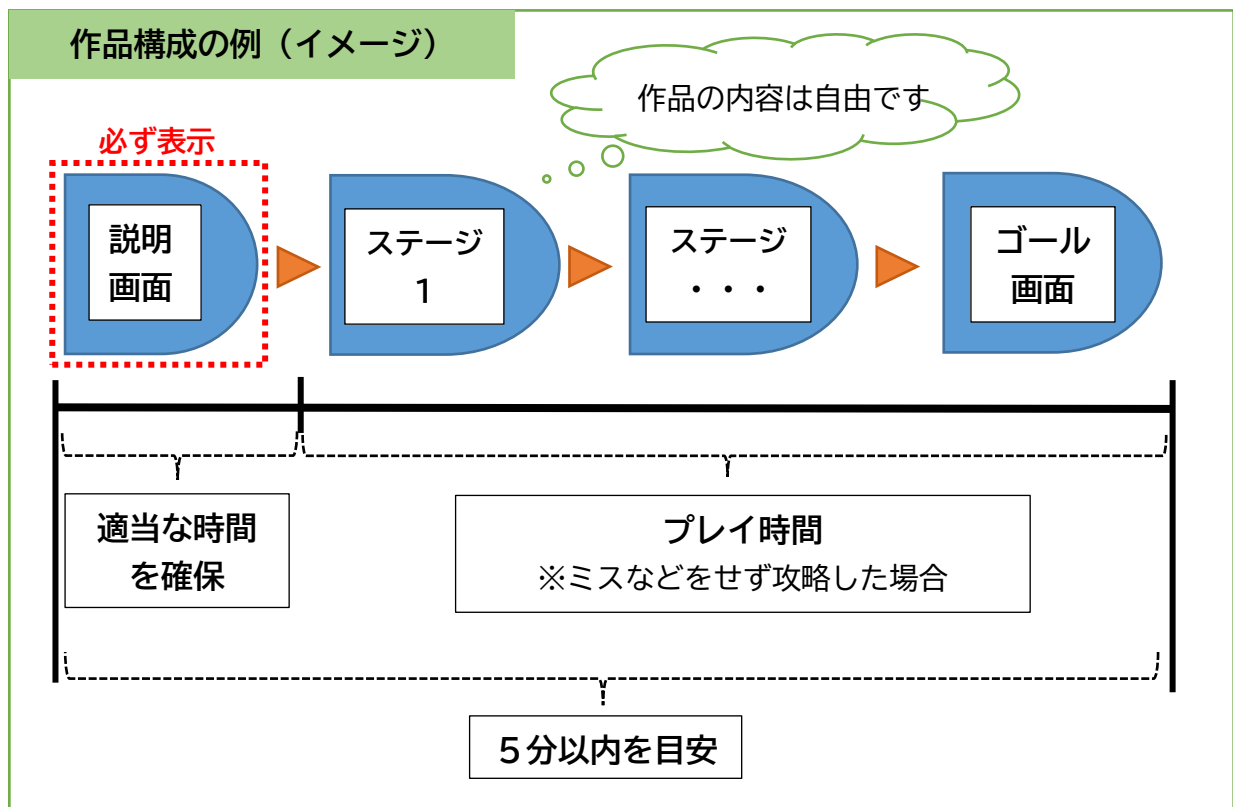 作品構成の例（イメージ）
作品の内容は自由です
必ず表示
説明
画面
ステージ
1
ステージ
・・・
ゴール
画面
適当な時間
を確保
プレイ時間
※ミスなどをせず攻略した場合
５分以内を目安